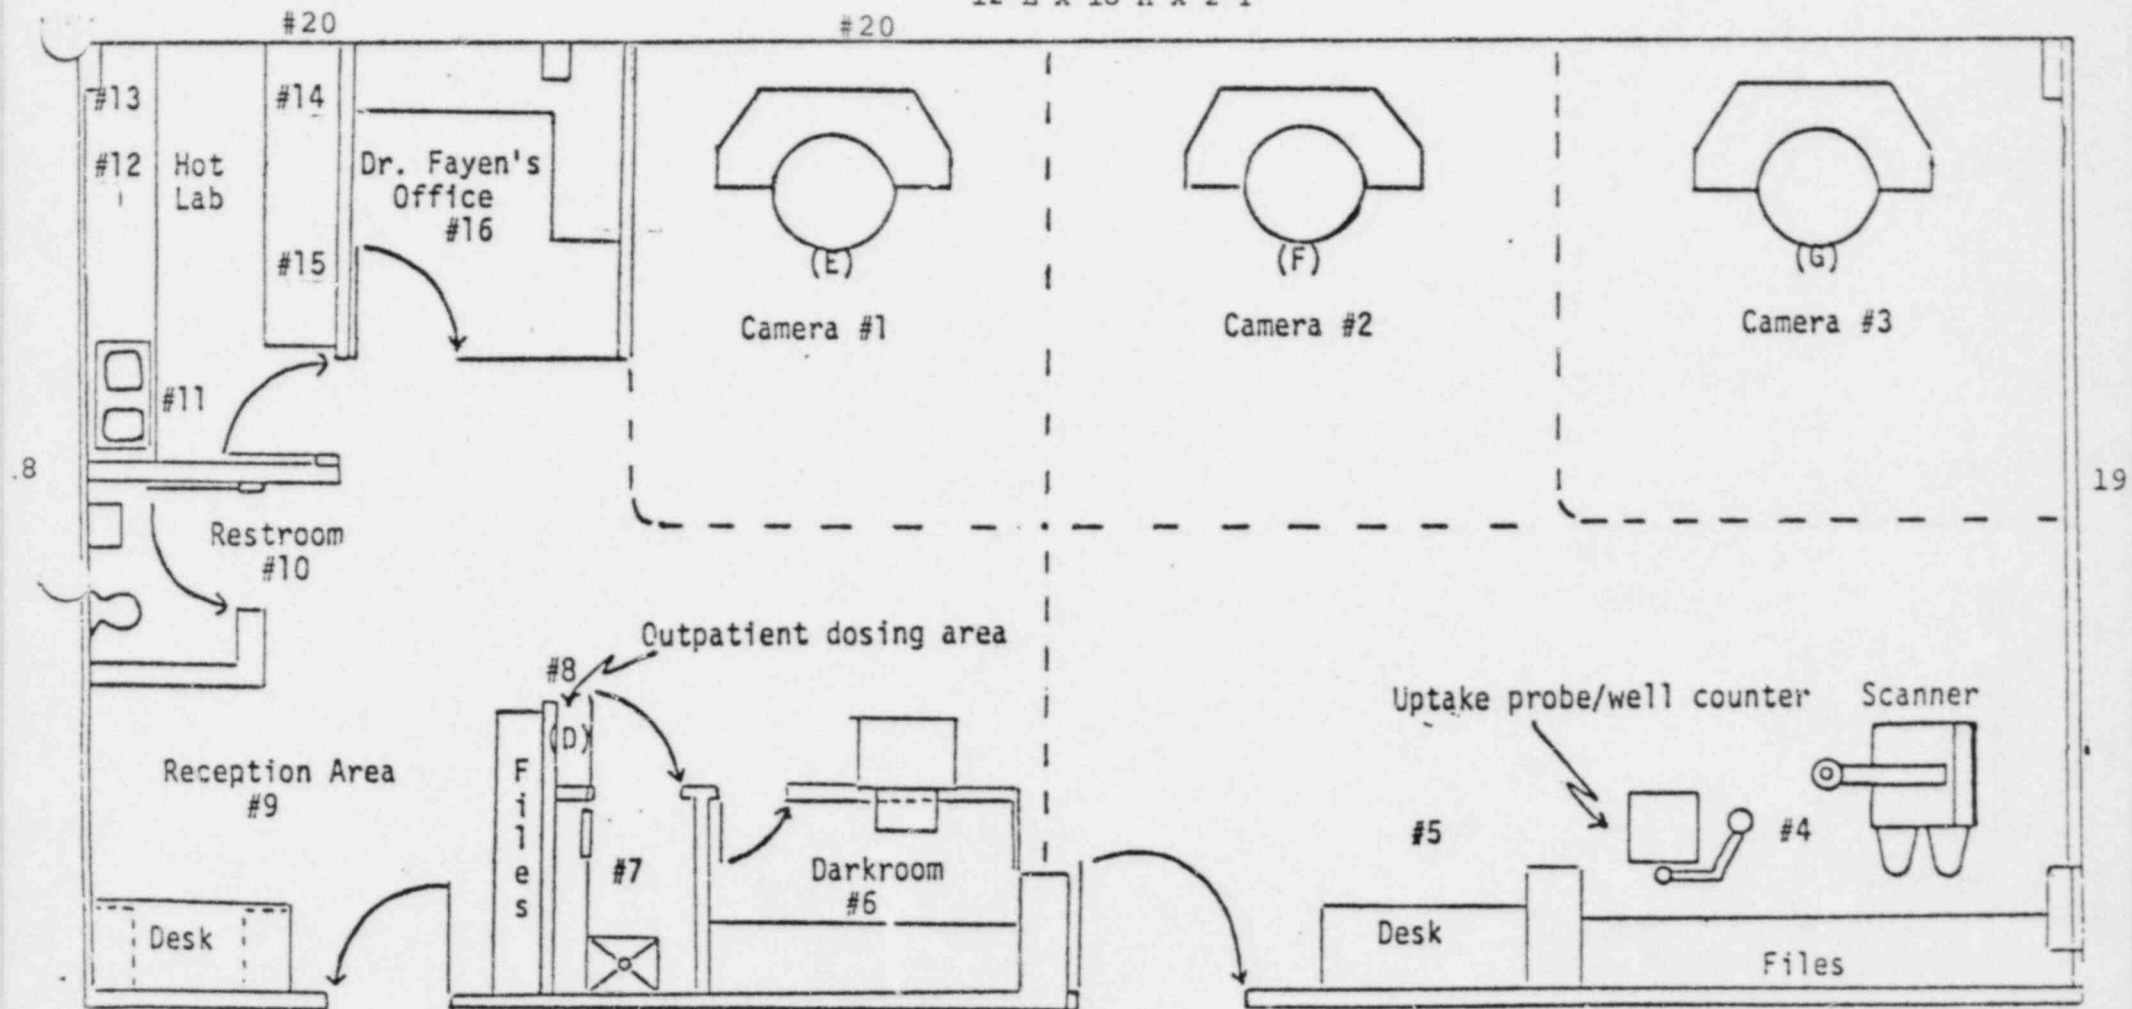 #20
#20
#13
#14
#12
Hot
Lab
Dr. Fayen's
Office
#16
#15
(E)
(F)
(G)
Camera #1
Camera #2
Camera #3
#11
.8
19
Restroom
#10
Outpatient dosing area
#8
(D)
Uptake probe/well counter
Scanner
Reception Area
#9
Files
#7
Darkroom
#6
#5
#4
Desk
Desk
Files